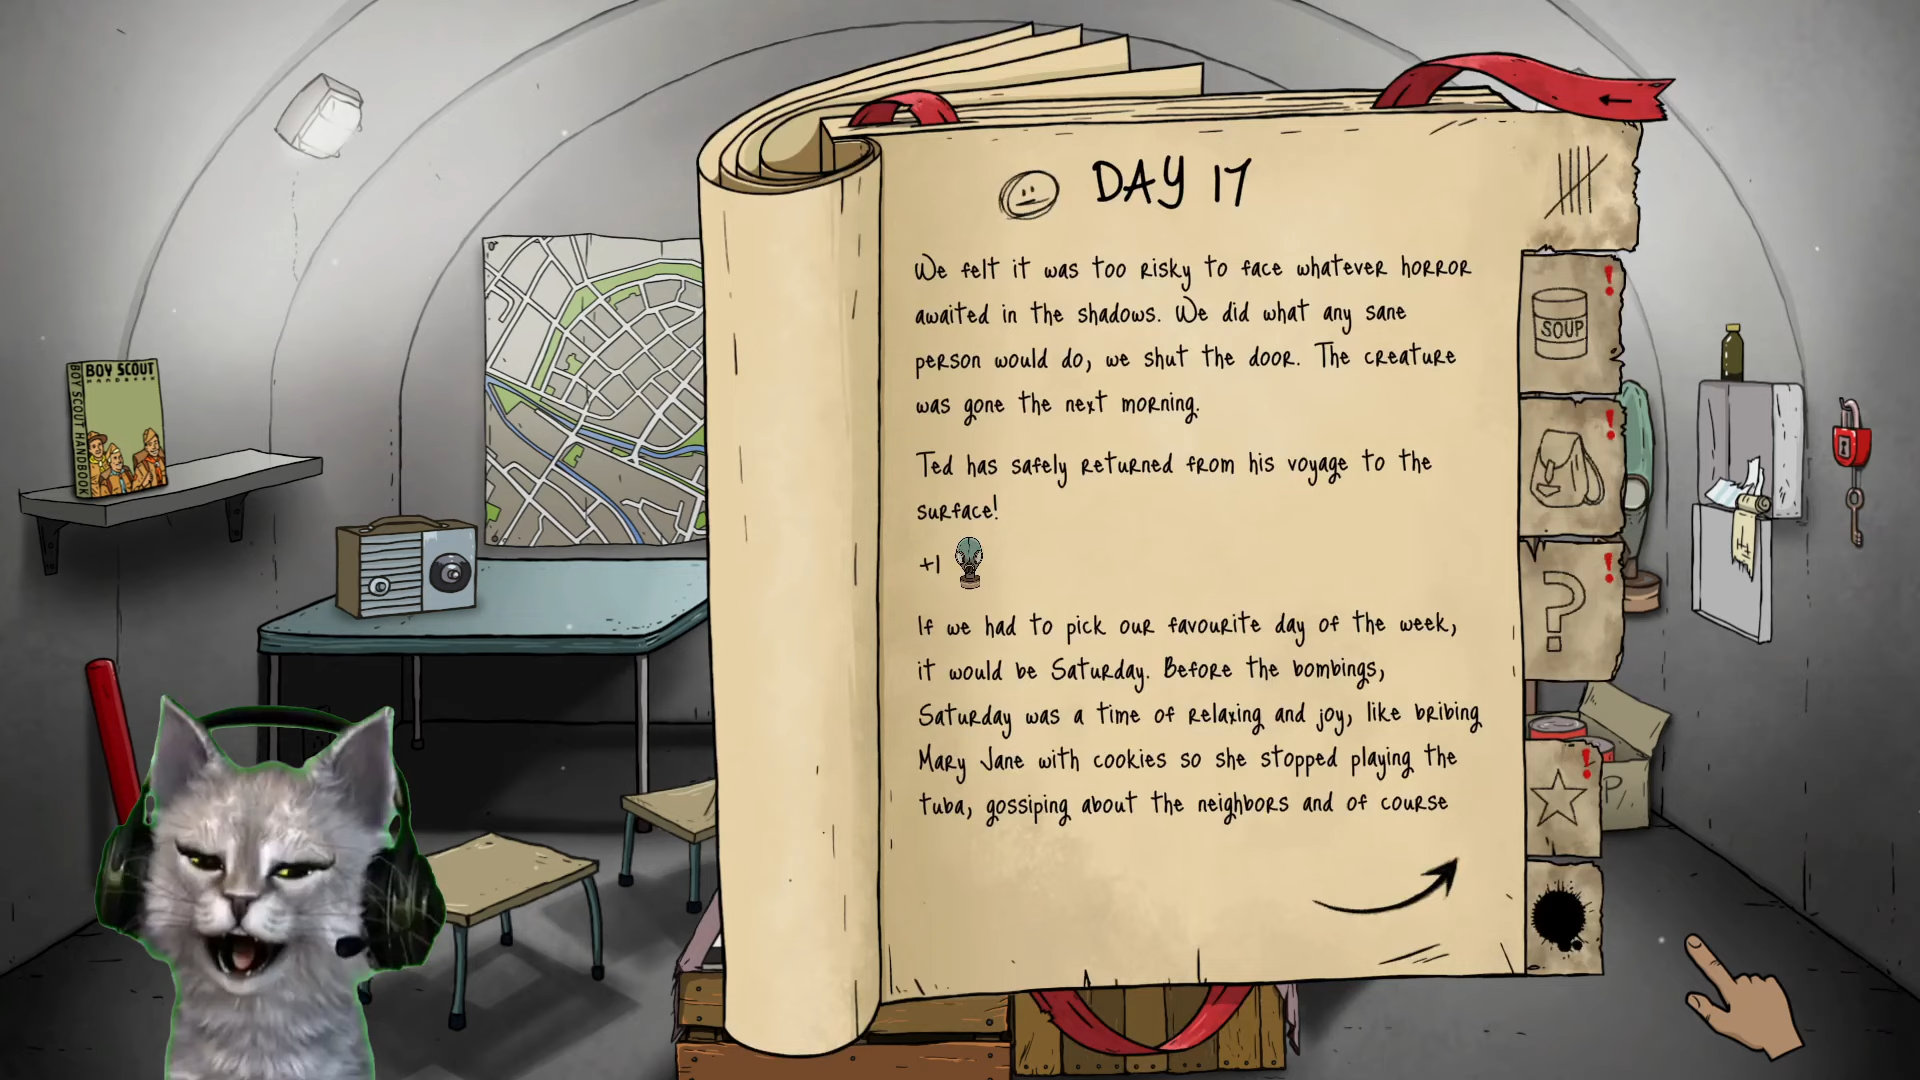 DAY 17
We felt it was too risky to face whatever horror
awaited in the shadows. We did what any sane
person would do, we shut the door. The creature
was gone the next morning.
Ted has safely returned from his voyage to the
surface!
+1
If we had to pick our favourite day of the week,
it would be Saturday. Before the bombings,
Saturday was a time of relaxing and joy, like bribing
Mary Jane with cookies so she stopped playing the
tuba, gossiping about the neighbors and of course
BOY SCOUT
HANDBOOK
BOY SCOUT HANDBOOK
!
SOUP
!
!
?
!
P/.